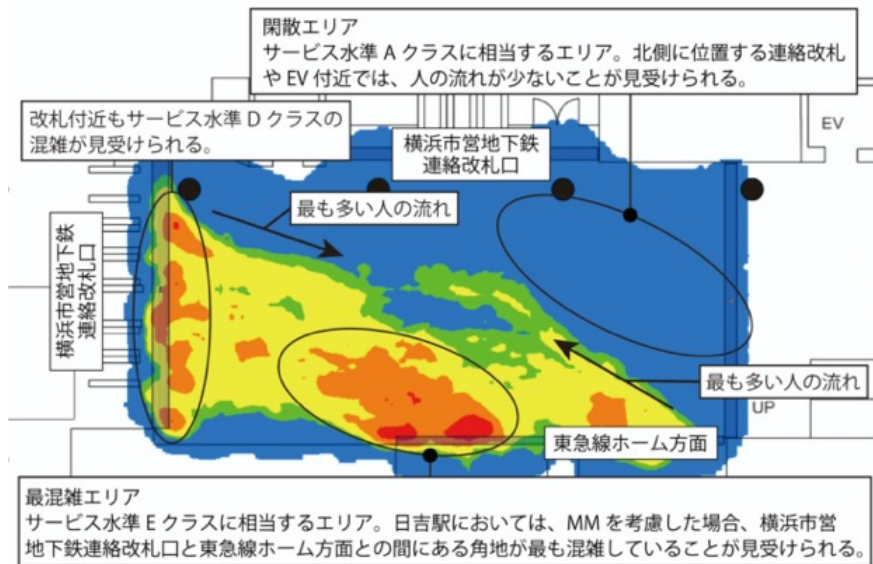 閑散エリア
サービス水準 A クラスに相当するエリア。北側に位置する連絡改札
や EV 付近では、人の流れが少ないことが見受けられる。
改札付近もサービス水準 D クラスの
混雑が見受けられる。
横浜市営地下鉄
連絡改札口
EV
最も多い人の流れ
横浜市営地下鉄
連絡改札口
最も多い人の流れ
UP
東急線ホーム方面
最混雑エリア
サービス水準 E クラスに相当するエリア。日吉駅においては、MM を考慮した場合、横浜市営
地下鉄連絡改札口と東急線ホーム方面との間にある角地が最も混雑していることが見受けられる。